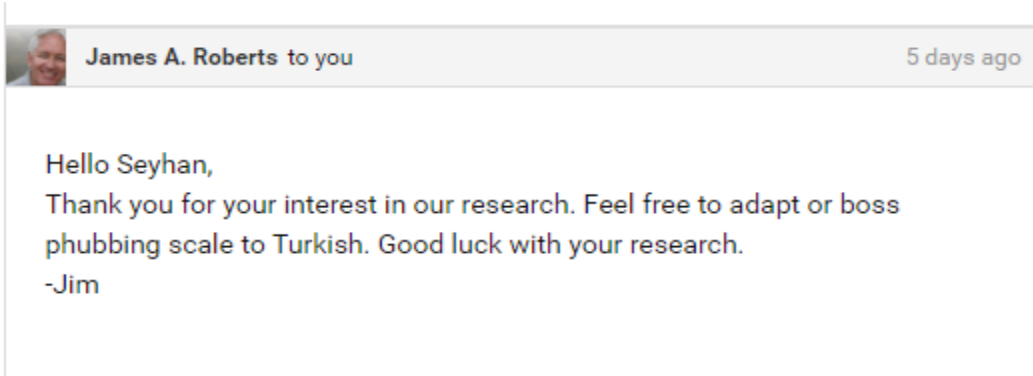 James A. Roberts to you 5 days ago
Hello Seyhan,
Thank you for your interest in our research. Feel free to adapt or boss
phubbing scale to Turkish. Good luck with your research.
-Jim